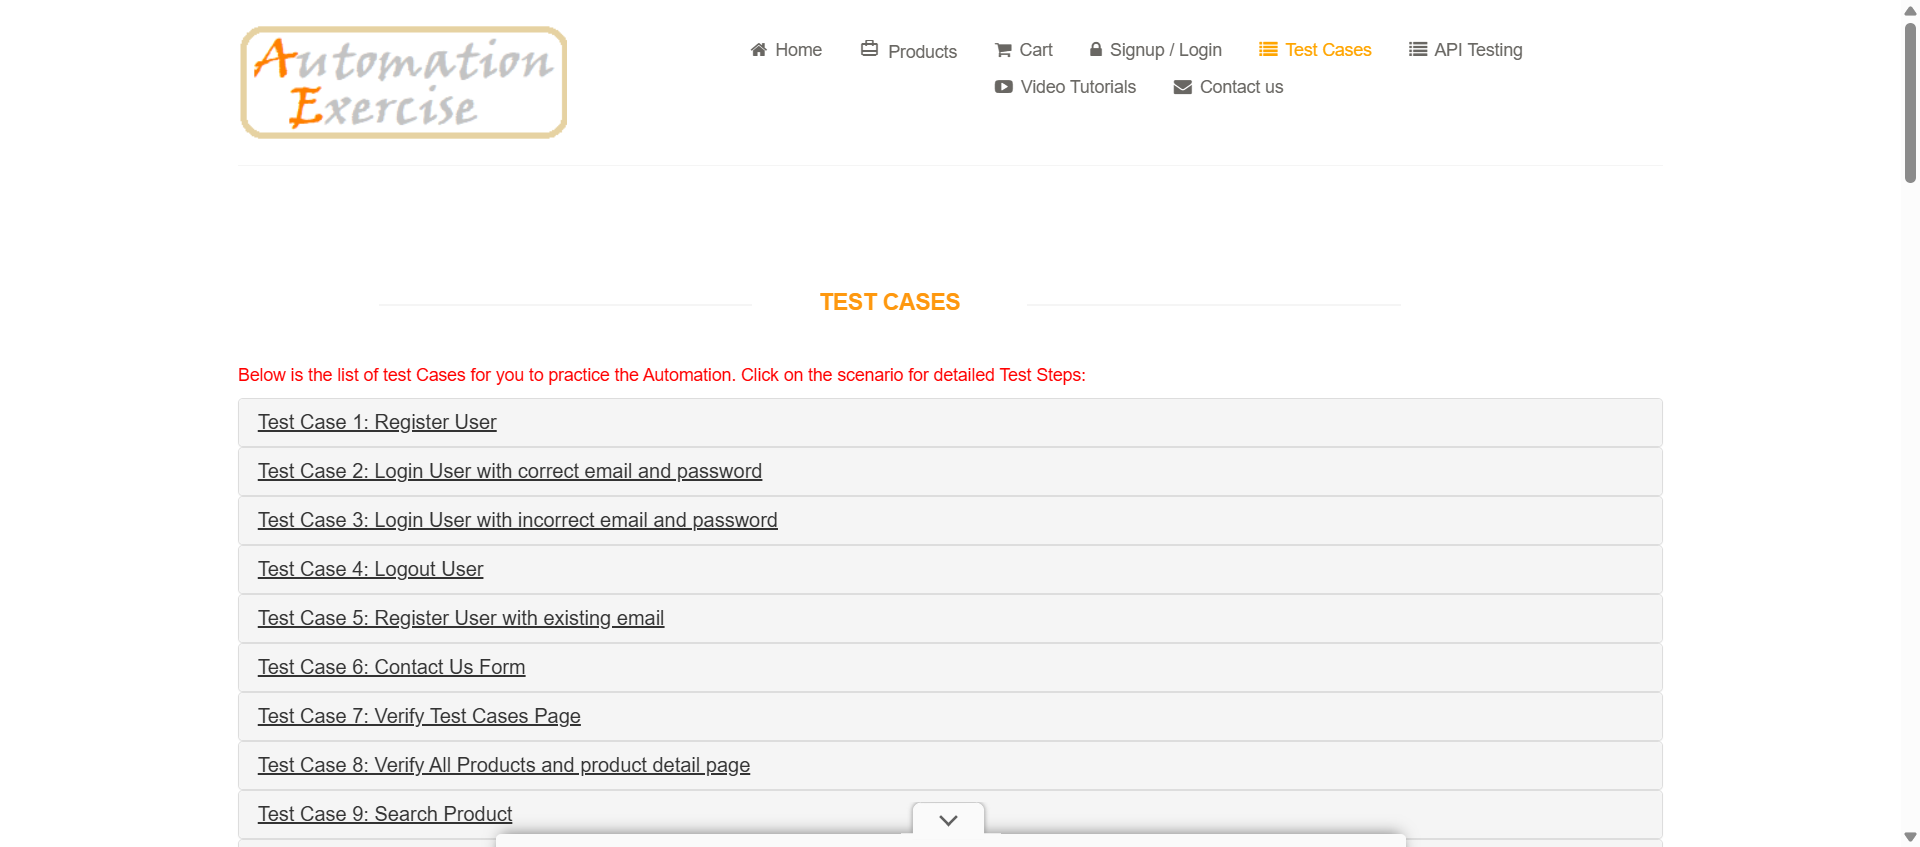 Automation
Exercise
Home
Products
Cart
Signup / Login
Test Cases
API Testing
Video Tutorials
Contact us
TEST CASES
Below is the list of test Cases for you to practice the Automation. Click on the scenario for detailed Test Steps:
Test Case 1: Register User
Test Case 2: Login User with correct email and password
Test Case 3: Login User with incorrect email and password
Test Case 4: Logout User
Test Case 5: Register User with existing email
Test Case 6: Contact Us Form
Test Case 7: Verify Test Cases Page
Test Case 8: Verify All Products and product detail page
Test Case 9: Search Product